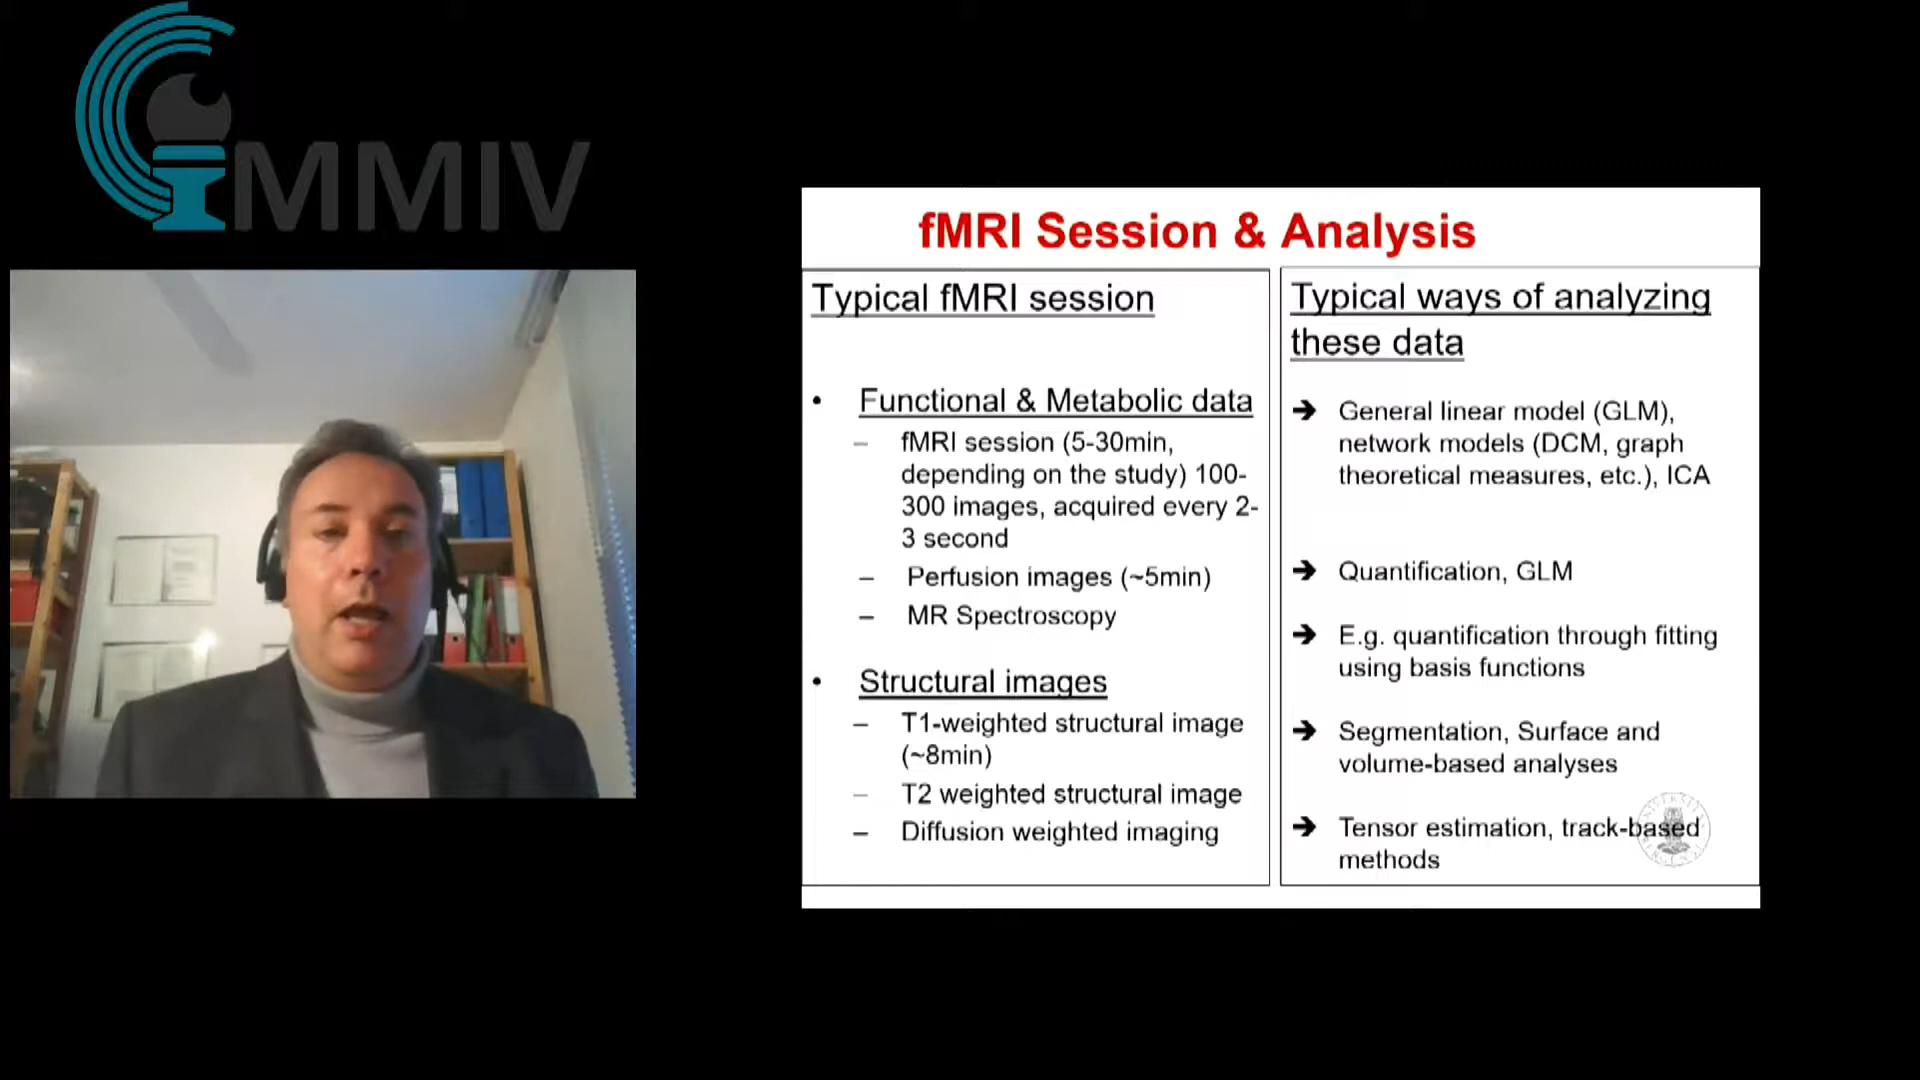 MMIV
fMRI Session & Analysis
Typical fMRI session
• Functional & Metabolic data
– fMRI session (5-30min,
depending on the study) 100-
300 images, acquired every 2-
3 second
– Perfusion images (~5min)
– MR Spectroscopy
• Structural images
– T1-weighted structural image
(~8min)
– T2 weighted structural image
– Diffusion weighted imaging
Typical ways of analyzing
these data
➔ General linear model (GLM),
network models (DCM, graph
theoretical measures, etc.), ICA
➔ Quantification, GLM
➔ E.g. quantification through fitting
using basis functions
➔ Segmentation, Surface and
volume-based analyses
➔ Tensor estimation, track-based
methods